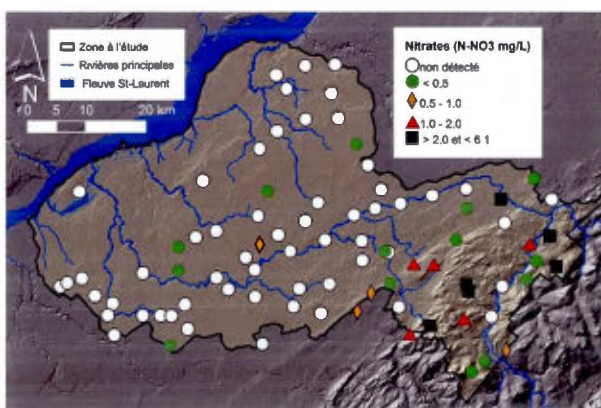 Zone à l'étude
Rivières principales
Fleuve St-Laurent
N
0 5 10 20 km
Nitrates (N-NO3 mg/L)
non détecté
< 0.5
0.5 - 1.0
1.0 - 2.0
> 2.0 et < 6 1